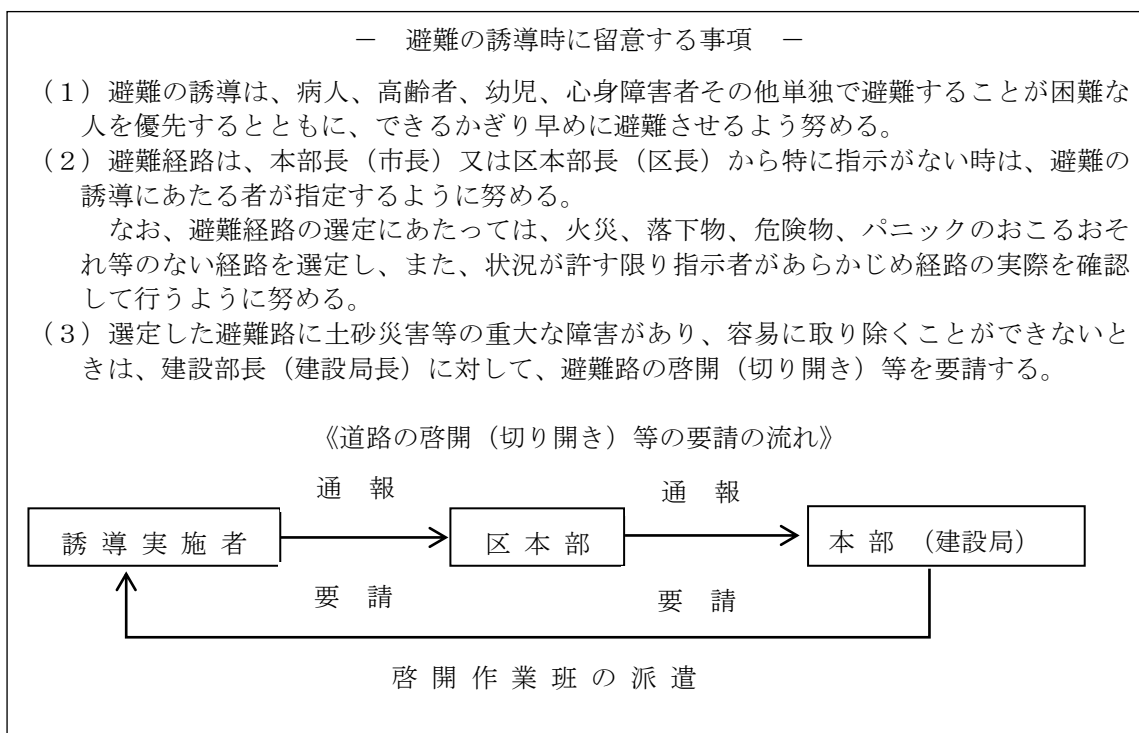 － 避難の誘導時に留意する事項 －
（１）避難の誘導は、病人、高齢者、幼児、心身障害者その他単独で避難することが困難な
人を優先するとともに、できるかぎり早めに避難させるよう努める。
（２）避難経路は、本部長（市長）又は区本部長（区長）から特に指示がない時は、避難の
誘導にあたる者が指定するように努める。
なお、避難経路の選定にあたっては、火災、落下物、危険物、パニックのおこるおそ
れ等のない経路を選定し、また、状況が許す限り指示者があらかじめ経路の実際を確認
して行うように努める。
（３）選定した避難路に土砂災害等の重大な障害があり、容易に取り除くことができないと
きは、建設部長（建設局長）に対して、避難路の啓開（切り開き）等を要請する。
《道路の啓開（切り開き）等の要請の流れ》
通 報 通 報
誘 導 実 施 者 区 本 部 本 部 （建設局）
要 請 要 請
啓 開 作 業 班 の 派 遣